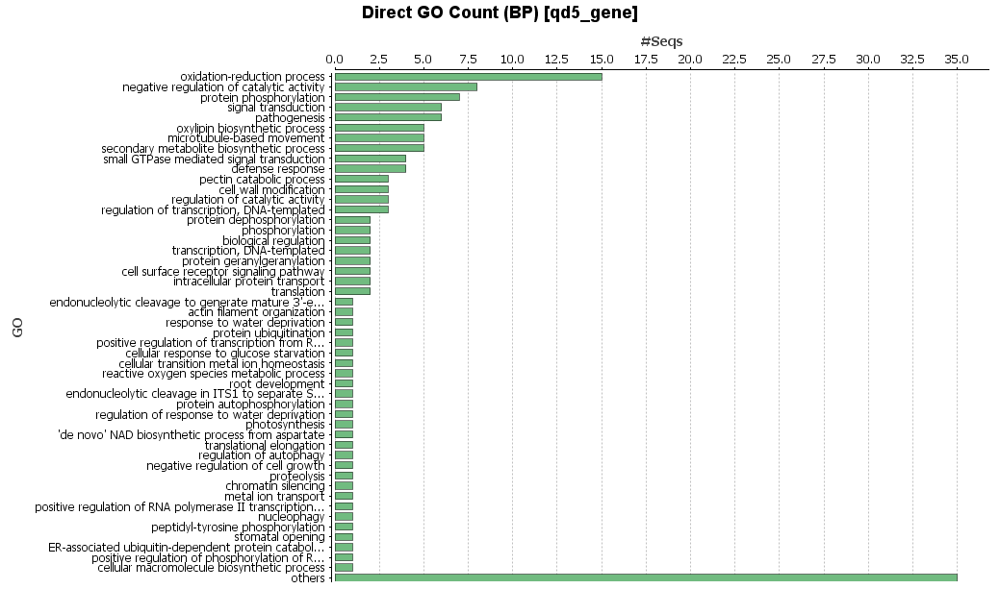 Direct GO Count (BP) [qd5_gene]
#Seqs
0.0 2.5 5.0 7.5 10.0 12.5 15.0 17.5 20.0 22.5 25.0 27.5 30.0 32.5 35.0
GO
oxidation-reduction process
negative regulation of catalytic activity
protein phosphorylation
signal transduction
pathogenesis
oxylipin biosynthetic process
microtubule-based movement
secondary metabolite biosynthetic process
small GTPase mediated signal transduction
defense response
pectin catabolic process
cell wall modification
regulation of catalytic activity
regulation of transcription, DNA-templated
protein dephosphorylation
phosphorylation
biological regulation
transcription, DNA-templated
protein geranylgeranylation
cell surface receptor signaling pathway
intracellular protein transport
translation
endonucleolytic cleavage to generate mature 3'-e...
actin filament organization
response to water deprivation
protein ubiquitination
positive regulation of transcription from R...
cellular response to glucose starvation
cellular transition metal ion homeostasis
reactive oxygen species metabolic process
root development
endonucleolytic cleavage in ITS1 to separate S...
protein autophosphorylation
regulation of response to water deprivation
photosynthesis
'de novo' NAD biosynthetic process from aspartate
translational elongation
regulation of autophagy
negative regulation of cell growth
proteolysis
chromatin silencing
metal ion transport
positive regulation of RNA polymerase II transcription...
nucleophagy
peptidyl-tyrosine phosphorylation
stomatal opening
ER-associated ubiquitin-dependent protein catabol...
positive regulation of phosphorylation of R...
cellular macromolecule biosynthetic process
others